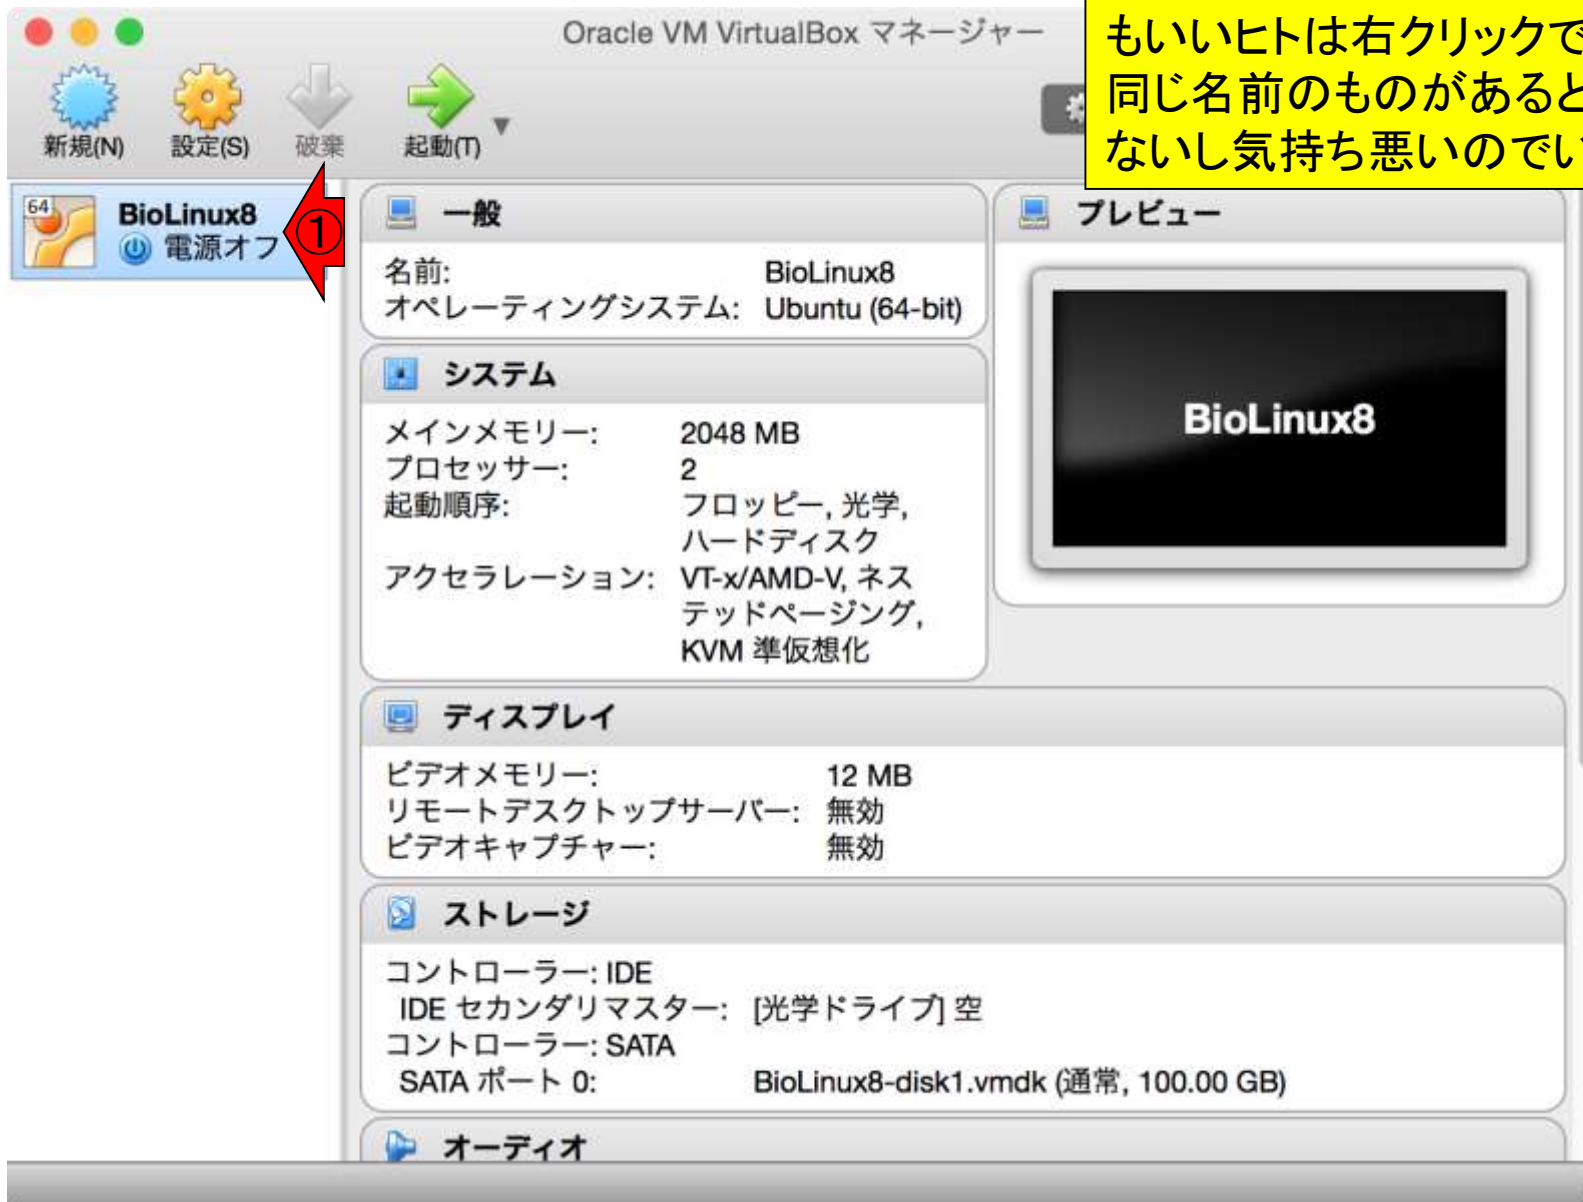 Oracle VM VirtualBox マネージャー
もいいヒトは右クリックで
同じ名前のものがあると
ないし気持ち悪いのでい
新規(N) 設定(S) 破棄 起動(T)
64
BioLinux8
電源オフ
①
一般
名前: BioLinux8
オペレーティングシステム: Ubuntu (64-bit)
プレビュー
BioLinux8
システム
メインメモリー: 2048 MB
プロセッサー: 2
起動順序: フロッピー, 光学,
ハードディスク
アクセラレーション: VT-x/AMD-V, ネス
テッドページング,
KVM 準仮想化
ディスプレイ
ビデオメモリー: 12 MB
リモートデスクトップサーバー: 無効
ビデオキャプチャー: 無効
ストレージ
コントローラー: IDE
IDE セカンダリマスター: [光学ドライブ] 空
コントローラー: SATA
SATA ポート 0: BioLinux8-disk1.vmdk (通常, 100.00 GB)
オーディオ